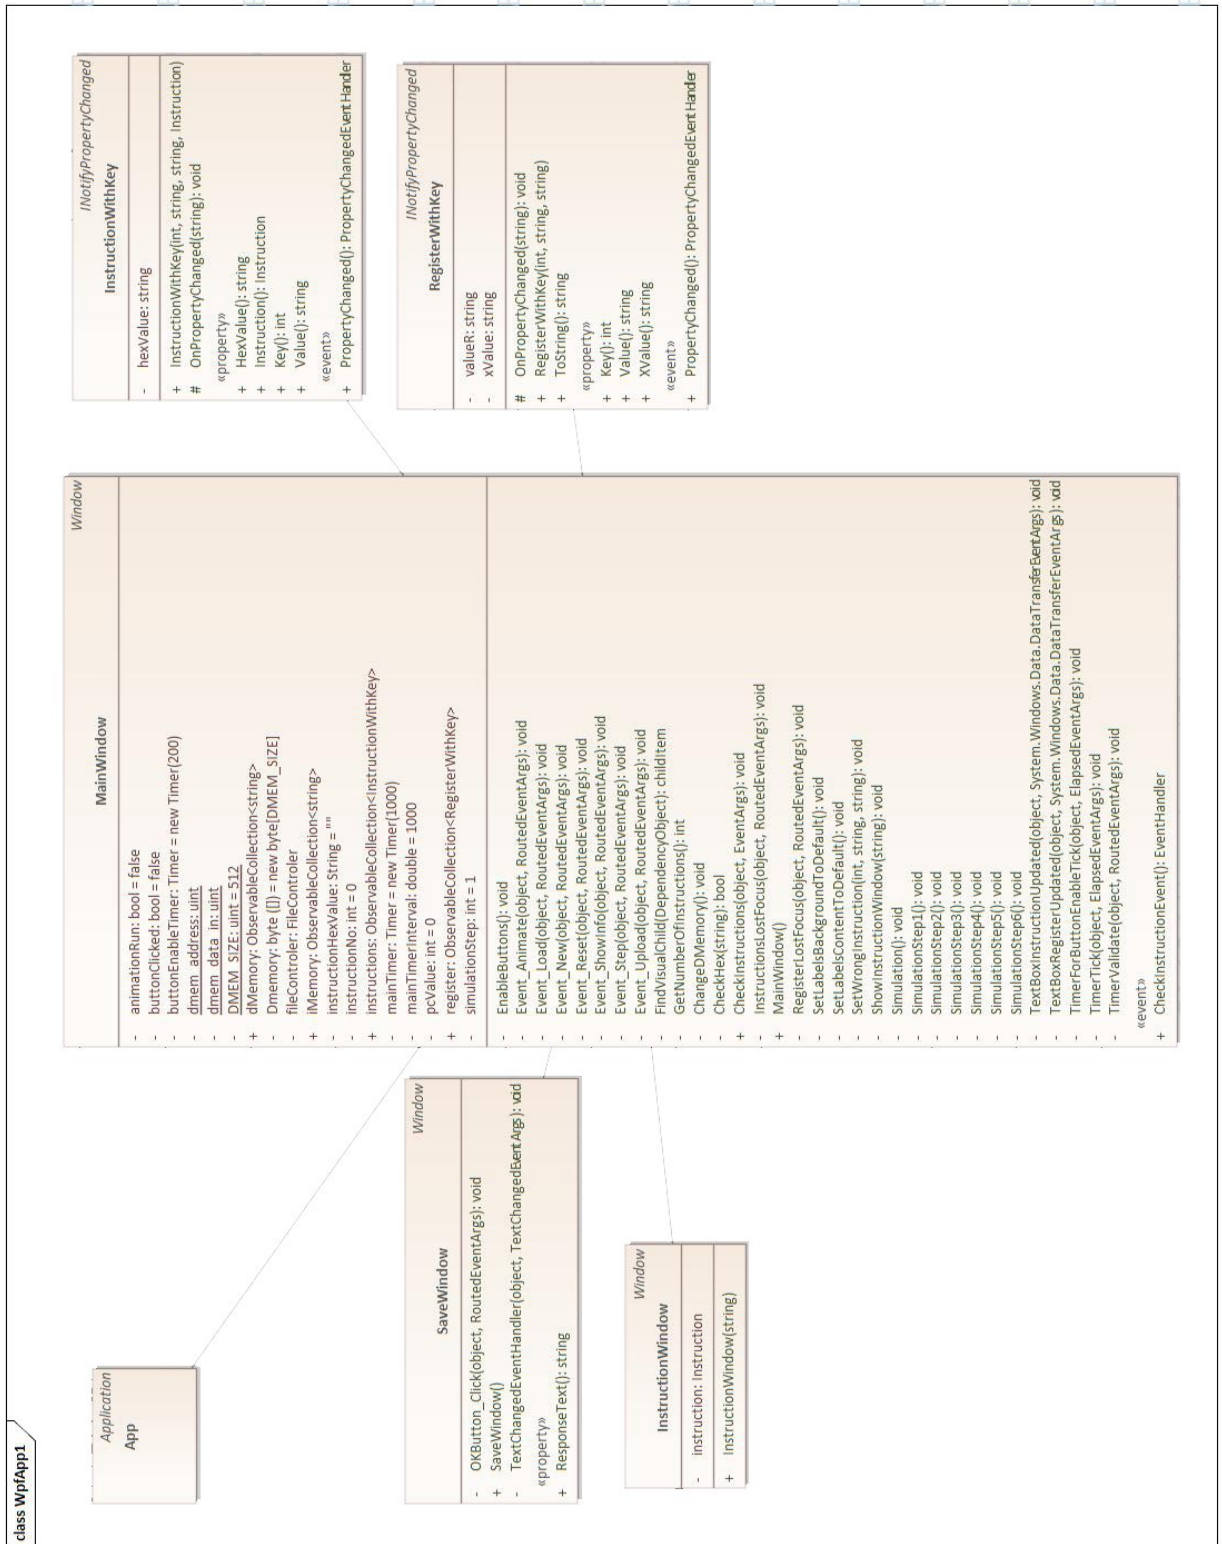 class WpfApp1
Application
App
Window
SaveWindow
- OKButton_Click(object, RoutedEventArgs): void
+ SaveWindow()
- TextChangedEventHandler(object, TextChangedEventArgs): void
«property»
+ ResponseText(): string
Window
InstructionWindow
- instruction: Instruction
+ InstructionWindow(string)
Window
MainWindow
- animationRun: bool = false
- buttonClicked: bool = false
- buttonEnableTimer: Timer = new Timer(200)
- dmem_address: uint
- dmem_data_in: uint
- DMEM_SIZE: uint = 512
+ dMemory: ObservableCollection<string>
- Dmemory: byte ([]) = new byte[DMEM_SIZE]
- fileControler: FileControler
+ iMemory: ObservableCollection<string>
- instructionHexValue: String = ""
- instructionNo: int = 0
+ instructions: ObservableCollection<InstructionWithKey>
- mainTimer: Timer = new Timer(1000)
- mainTimerInterval: double = 1000
- pcValue: int = 0
+ register: ObservableCollection<RegisterWithKey>
- simulationStep: int = 1
- EnableButtons(): void
- Event_Animate(object, RoutedEventArgs): void
- Event_Load(object, RoutedEventArgs): void
- Event_New(object, RoutedEventArgs): void
- Event_Reset(object, RoutedEventArgs): void
- Event_ShowInfo(object, RoutedEventArgs): void
- Event_Step(object, RoutedEventArgs): void
- Event_Upload(object, RoutedEventArgs): void
- FindVisualChild(DependencyObject): childItem
- GetNumberOfInstructions(): int
- ChangeDMemory(): void
- CheckHex(string): bool
+ CheckInstructions(object, EventArgs): void
- InstructionsLostFocus(object, RoutedEventArgs): void
+ MainWindow()
- RegisterLostFocus(object, RoutedEventArgs): void
- SetLabelsBackgroundToDefault(): void
- SetLabelsContentToDefault(): void
- SetWrongInstruction(int, string, string): void
- ShowInstructionWindow(string): void
- Simulation(): void
- SimulationStep1(): void
- SimulationStep2(): void
- SimulationStep3(): void
- SimulationStep4(): void
- SimulationStep5(): void
- SimulationStep6(): void
- TextBoxInstructionUpdated(object, System.Windows.Data.DataTransferEventArgs): void
- TextBoxRegisterUpdated(object, System.Windows.Data.DataTransferEventArgs): void
- TimerForButtonEnableTick(object, ElapsedEventArgs): void
- TimerTick(object, ElapsedEventArgs): void
- TimerValidate(object, RoutedEventArgs): void
«event»
+ CheckInstructionEvent(): EventHandler
INotifyPropertyChanged
InstructionWithKey
- hexValue: string
+ InstructionWithKey(int, string, string, Instruction)
# OnPropertyChanged(string): void
«property»
+ HexValue(): string
+ Instruction(): Instruction
+ Key(): int
+ Value(): string
«event»
+ PropertyChanged(): PropertyChangedEventHandler
INotifyPropertyChanged
RegisterWithKey
- valueR: string
- xValue: string
# OnPropertyChanged(string): void
+ RegisterWithKey(int, string, string)
+ ToString(): string
«property»
+ Key(): int
+ Value(): string
+ XValue(): string
«event»
+ PropertyChanged(): PropertyChangedEventHandler